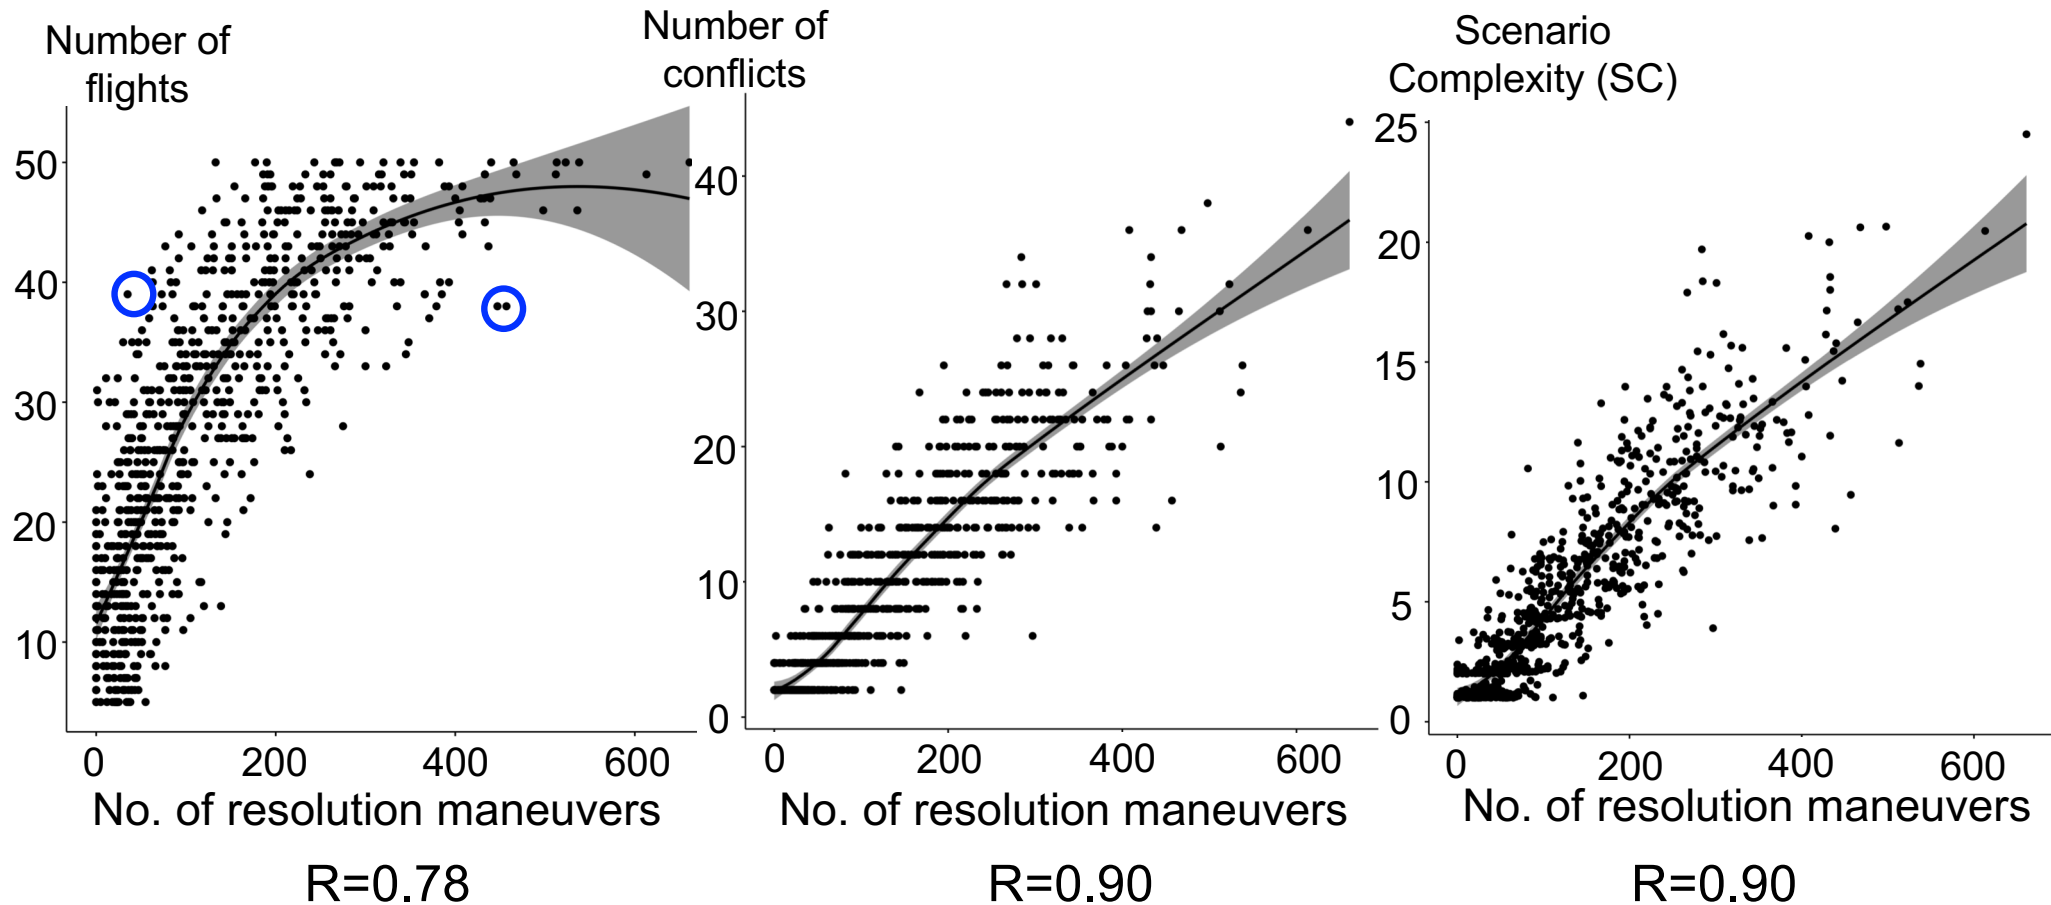 Number of
flights
50
40
30
20
10
0
200
400
600
No. of resolution maneuvers
R=0.78
Number of
conflicts
40
30
20
10
0
0
200
400
600
No. of resolution maneuvers
R=0.90
Scenario
Complexity (SC)
25
20
15
10
5
0
0
200
400
600
No. of resolution maneuvers
R=0.90